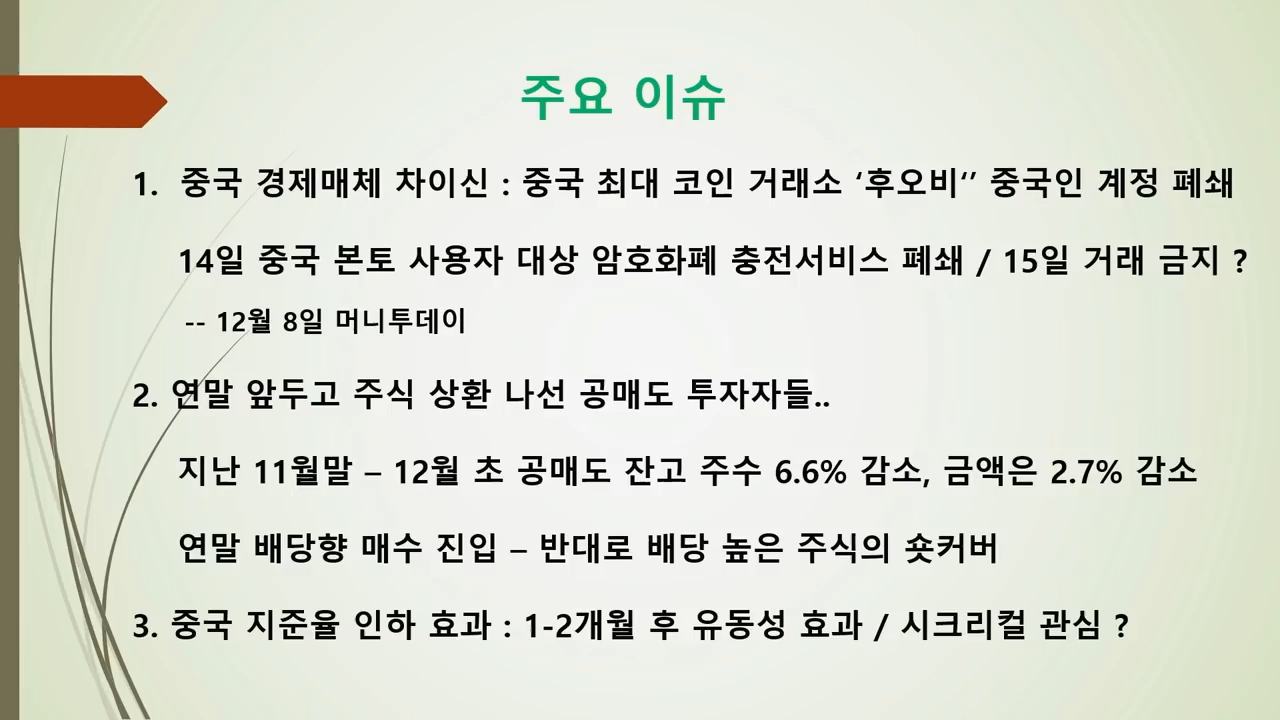 주요 이슈
1. 중국 경제매체 차이신 : 중국 최대 코인 거래소 ‘후오비‘’ 중국인 계정 폐쇄
14일 중국 본토 사용자 대상 암호화폐 충전서비스 폐쇄 / 15일 거래 금지 ?
-- 12월 8일 머니투데이
2. 연말 앞두고 주식 상환 나선 공매도 투자자들..
지난 11월말 – 12월 초 공매도 잔고 주수 6.6% 감소, 금액은 2.7% 감소
연말 배당향 매수 진입 – 반대로 배당 높은 주식의 숏커버
3. 중국 지준율 인하 효과 : 1-2개월 후 유동성 효과 / 시크리컬 관심 ?